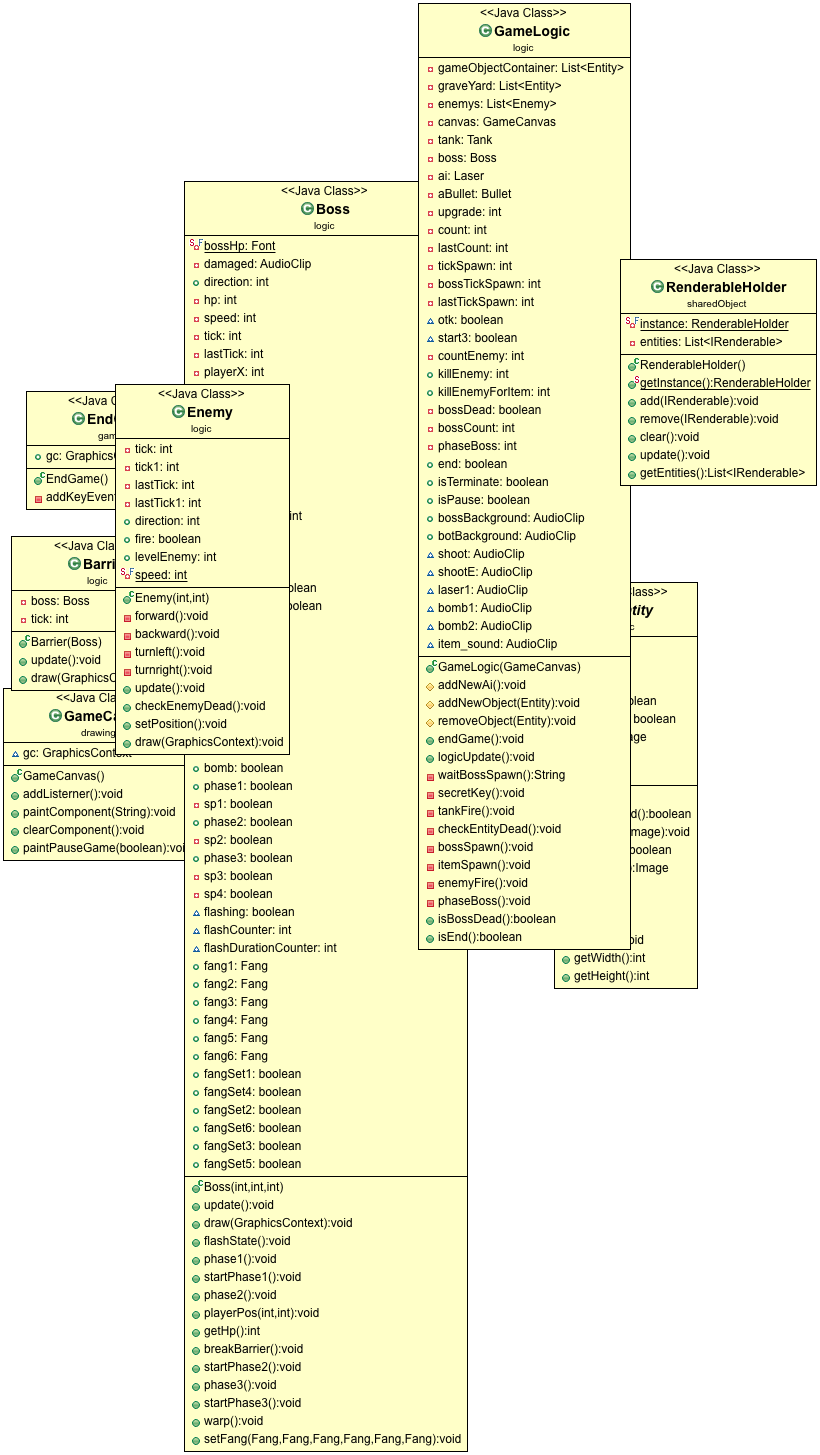 <<Java Class>>
GameLogic
logic
gameObjectContainer: List<Entity>
graveYard: List<Entity>
enemys: List<Enemy>
canvas: GameCanvas
tank: Tank
boss: Boss
ai: Laser
aBullet: Bullet
upgrade: int
count: int
lastCount: int
tickSpawn: int
bossTickSpawn: int
lastTickSpawn: int
otk: boolean
start3: boolean
countEnemy: int
killEnemy: int
killEnemyForItem: int
bossDead: boolean
bossCount: int
phaseBoss: int
end: boolean
isTerminate: boolean
isPause: boolean
bossBackground: AudioClip
botBackground: AudioClip
shoot: AudioClip
shootE: AudioClip
laser1: AudioClip
bomb1: AudioClip
bomb2: AudioClip
item_sound: AudioClip
GameLogic(GameCanvas)
addNewAi():void
addNewObject(Entity):void
removeObject(Entity):void
endGame():void
logicUpdate():void
waitBossSpawn():String
secretKey():void
tankFire():void
checkEntityDead():void
bossSpawn():void
itemSpawn():void
enemyFire():void
phaseBoss():void
isBossDead():boolean
isEnd():boolean
<<Java Class>>
Boss
logic
bossHp: Font
damaged: AudioClip
direction: int
hp: int
speed: int
tick: int
lastTick: int
playerX: int
int
olean
oolean
bomb: boolean
phase1: boolean
sp1: boolean
phase2: boolean
sp2: boolean
phase3: boolean
sp3: boolean
sp4: boolean
flashing: boolean
flashCounter: int
flashDurationCounter: int
fang1: Fang
fang2: Fang
fang3: Fang
fang4: Fang
fang5: Fang
fang6: Fang
fangSet1: boolean
fangSet4: boolean
fangSet2: boolean
fangSet6: boolean
fangSet3: boolean
fangSet5: boolean
Boss(int,int,int)
update():void
draw(GraphicsContext):void
flashState():void
phase1():void
startPhase1():void
phase2():void
playerPos(int,int):void
getHp():int
breakBarrier():void
startPhase2():void
phase3():void
startPhase3():void
warp():void
setFang(Fang,Fang,Fang,Fang,Fang,Fang):void
<<Java Class>>
RenderableHolder
sharedObject
instance: RenderableHolder
entities: List<IRenderable>
RenderableHolder()
getInstance():RenderableHolder
add(IRenderable):void
remove(IRenderable):void
clear():void
update():void
getEntities():List<IRenderable>
<<Java Class>>
Enemy
logic
tick: int
tick1: int
lastTick: int
lastTick1: int
direction: int
fire: boolean
levelEnemy: int
speed: int
Enemy(int,int)
forward():void
backward():void
turnleft():void
turnright():void
update():void
checkEnemyDead():void
setPosition():void
draw(GraphicsContext):void
<<Java C
gam
gc: Graphics
EndGame()
addKeyEven
<<Java Cla
Barri
logic
boss: Boss
tick: int
Barrier(Boss)
update():void
draw(GraphicsC
<<Java Cla
GameCa
drawing
gc: GraphicsContext
GameCanvas()
addListerner():void
paintComponent(String):void
clearComponent():void
paintPauseGame(boolean):voi
lass>>
tity
olean
boolean
age
d():boolean
mage):void
boolean
:Image
oid
getWidth():int
getHeight():int